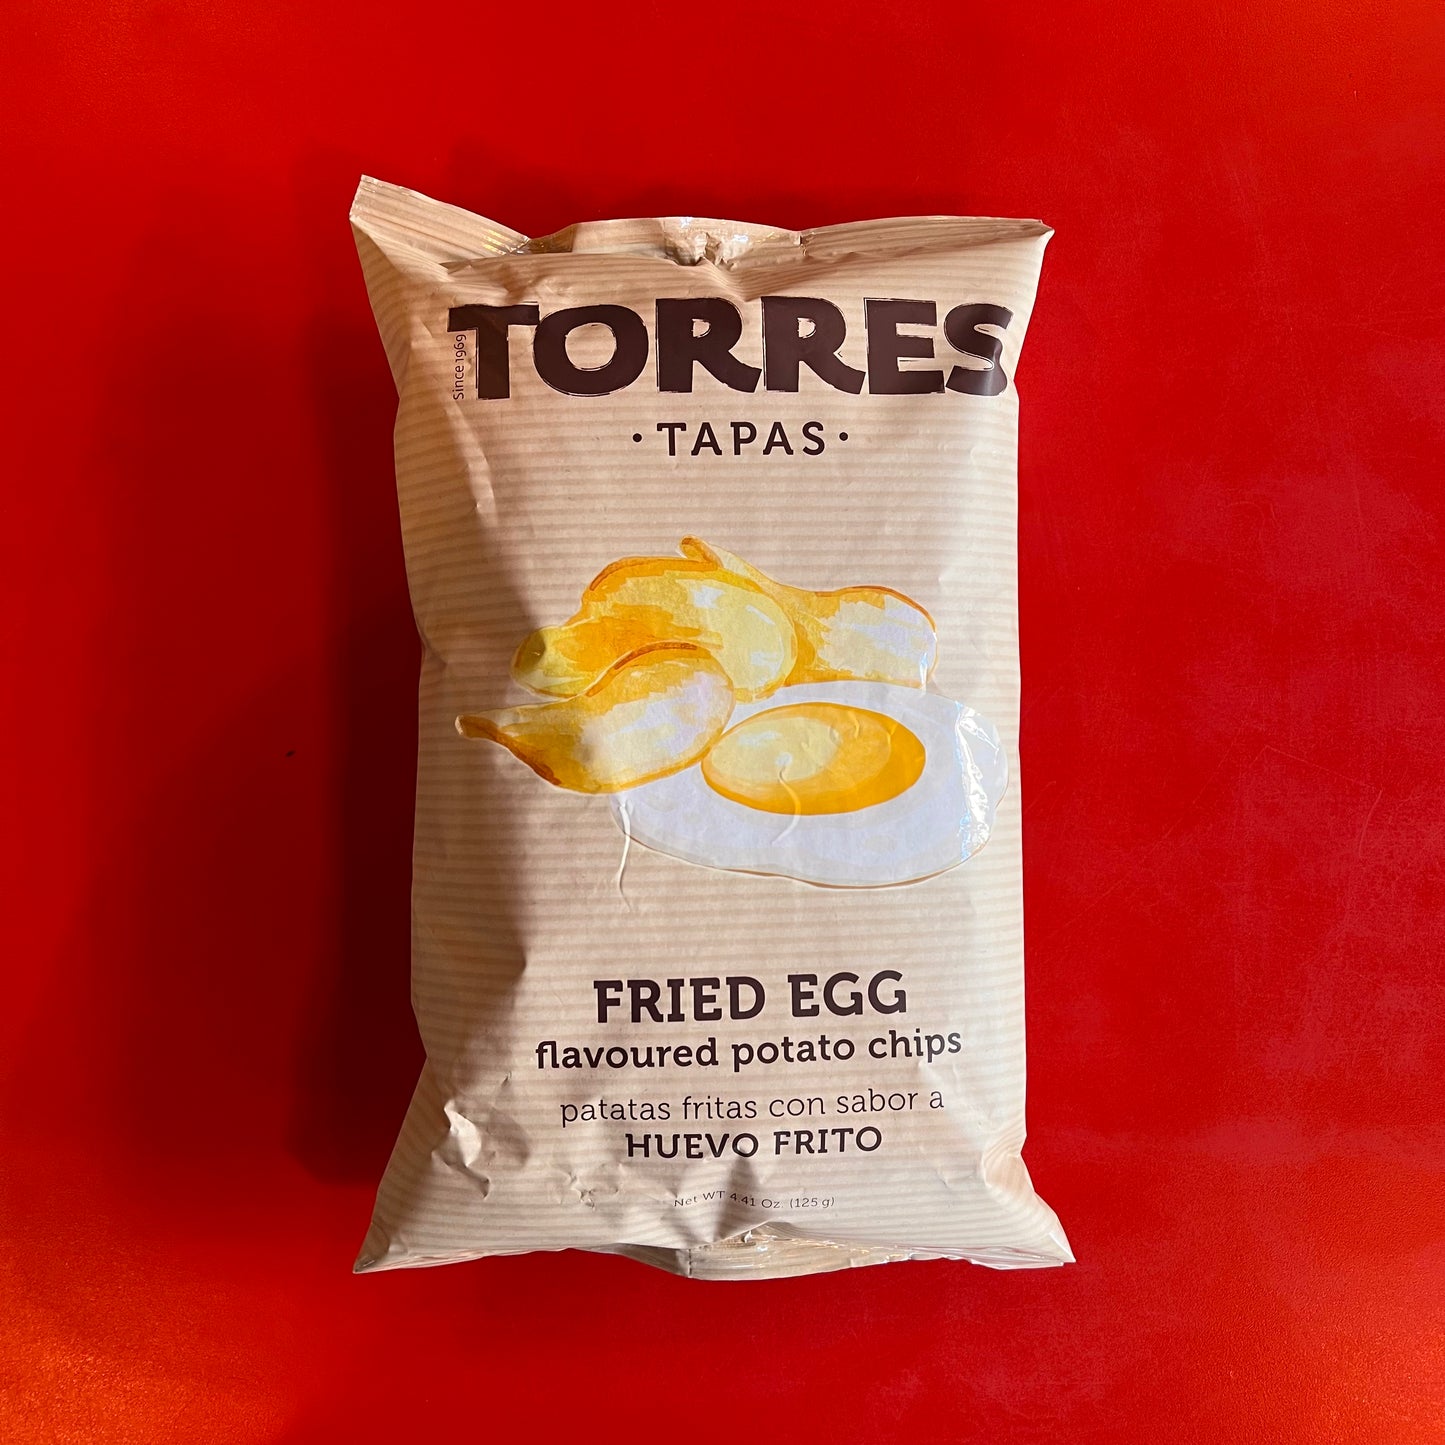 Since 1969
TORRES
· TAPAS ·
FRIED EGG
flavoured potato chips
patatas fritas con sabor a
HUEVO FRITO
Net WT 4.41 Oz. (125 g)